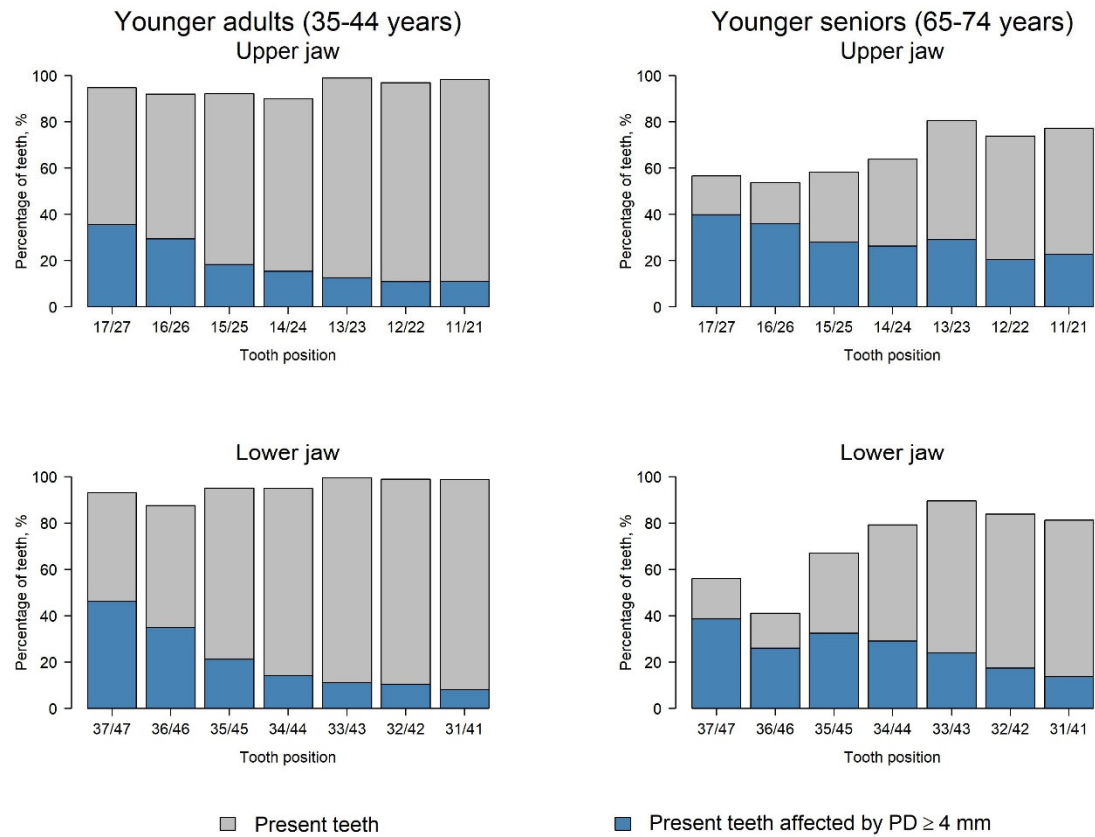 Younger adults (35-44 years)
Upper jaw
Percentage of teeth, %
100
80
60
40
20
0
17/27 16/26 15/25 14/24 13/23 12/22 11/21
Tooth position
Younger seniors (65-74 years)
Upper jaw
Percentage of teeth, %
100
80
60
40
20
0
17/27 16/26 15/25 14/24 13/23 12/22 11/21
Tooth position
Lower jaw
Percentage of teeth, %
100
80
60
40
20
0
37/47 36/46 35/45 34/44 33/43 32/42 31/41
Tooth position
Lower jaw
Percentage of teeth, %
100
80
60
40
20
0
37/47 36/46 35/45 34/44 33/43 32/42 31/41
Tooth position
Present teeth
Present teeth affected by PD ≥ 4 mm